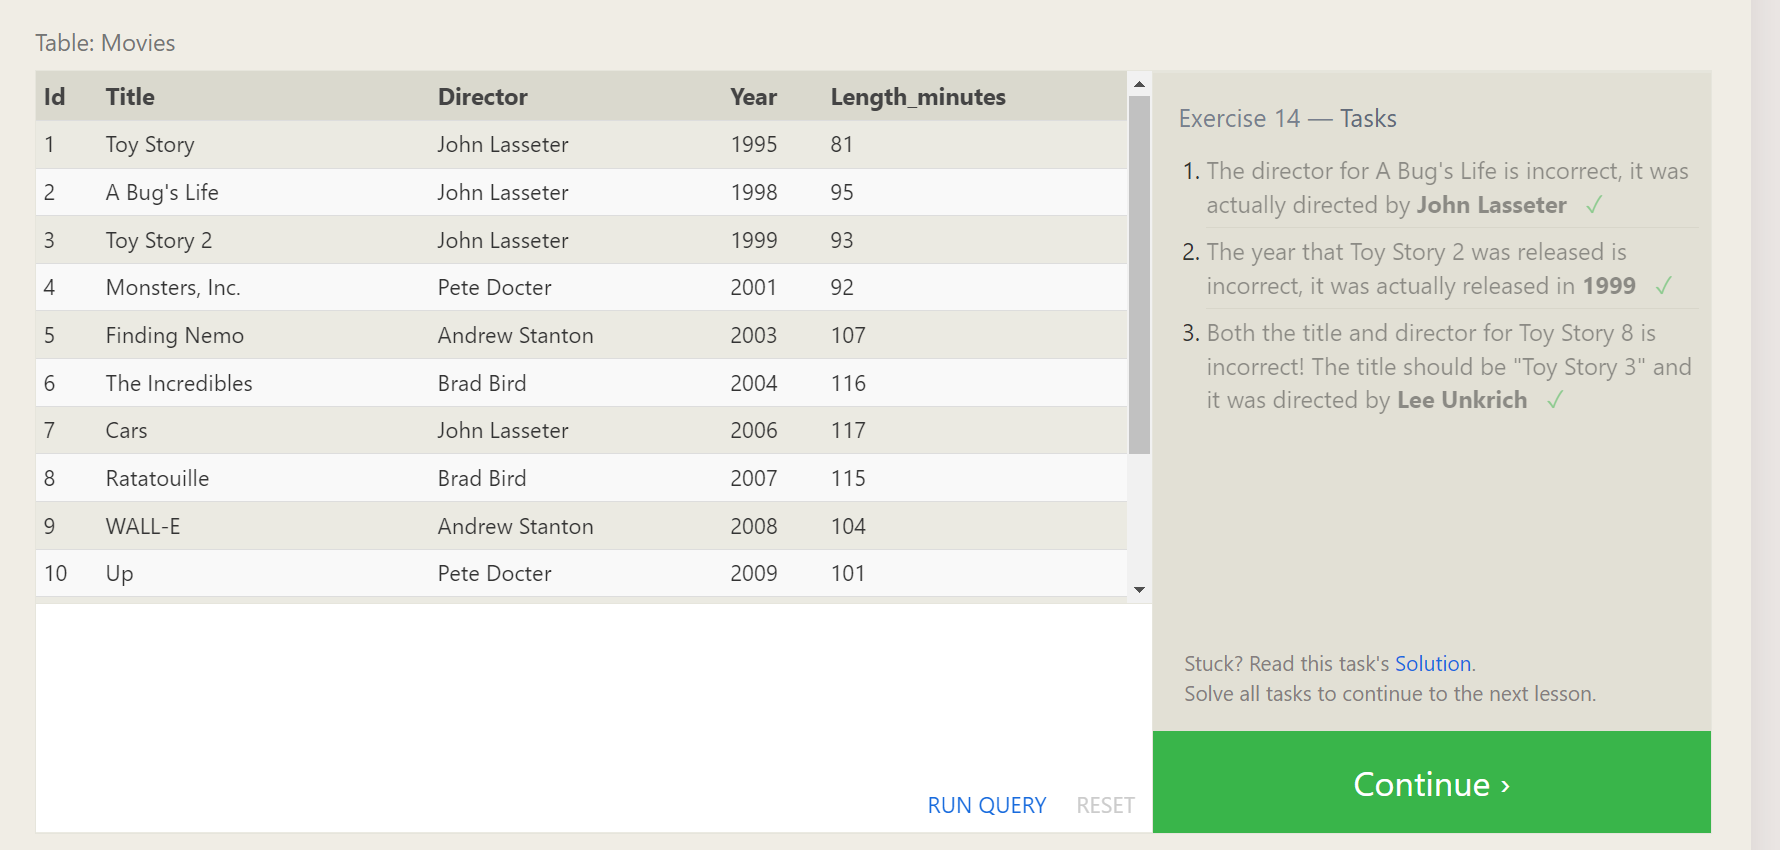 Table: Movies
Id Title Director Year Length_minutes
1 Toy Story John Lasseter 1995 81
2 A Bug's Life John Lasseter 1998 95
3 Toy Story 2 John Lasseter 1999 93
4 Monsters, Inc. Pete Docter 2001 92
5 Finding Nemo Andrew Stanton 2003 107
6 The Incredibles Brad Bird 2004 116
7 Cars John Lasseter 2006 117
8 Ratatouille Brad Bird 2007 115
9 WALL-E Andrew Stanton 2008 104
10 Up Pete Docter 2009 101
RUN QUERY RESET
Exercise 14 — Tasks
1. The director for A Bug's Life is incorrect, it was
actually directed by John Lasseter ✓
2. The year that Toy Story 2 was released is
incorrect, it was actually released in 1999 ✓
3. Both the title and director for Toy Story 8 is
incorrect! The title should be "Toy Story 3" and
it was directed by Lee Unkrich ✓
Stuck? Read this task's Solution.
Solve all tasks to continue to the next lesson.
Continue ›